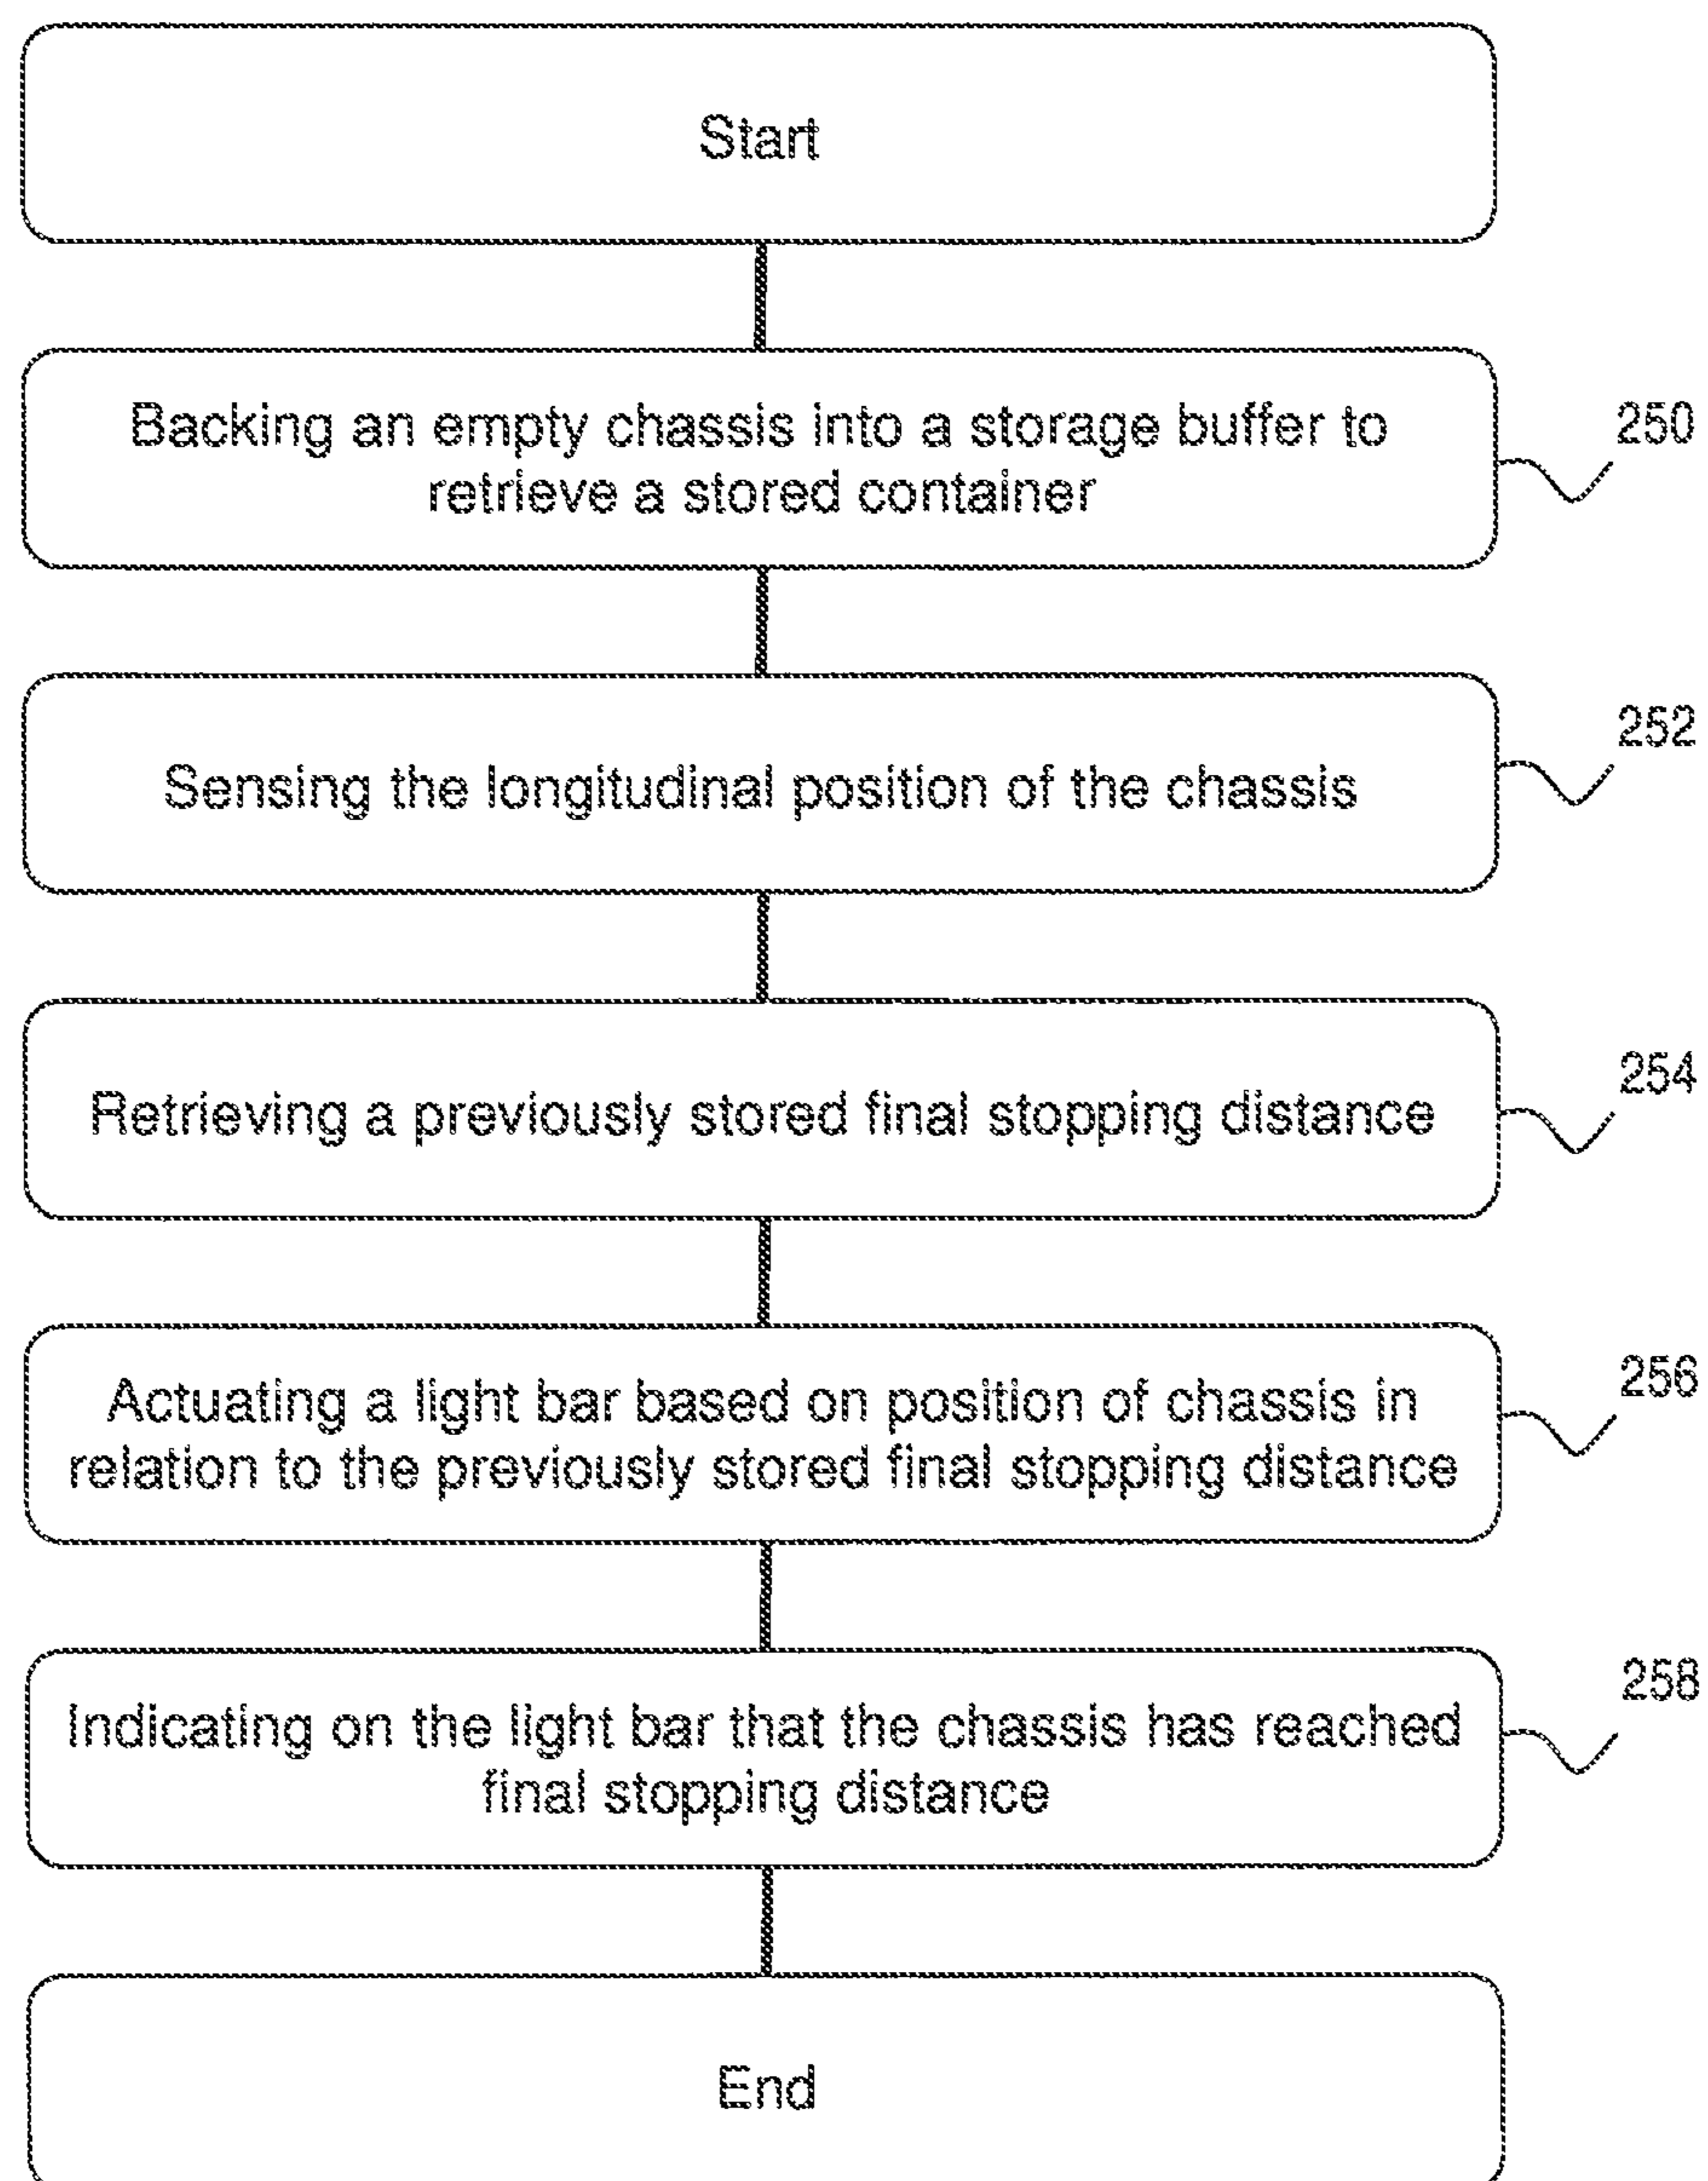 Start
Backing an empty chassis into a storage buffer to
retrieve a stored container
250
Sensing the longitudinal position of the chassis
252
Retrieving a previously stored final stopping distance
254
Actuating a light bar based on position of chassis in
relation to the previously stored final stopping distance
256
Indicating on the light bar that the chassis has reached
final stopping distance
258
End